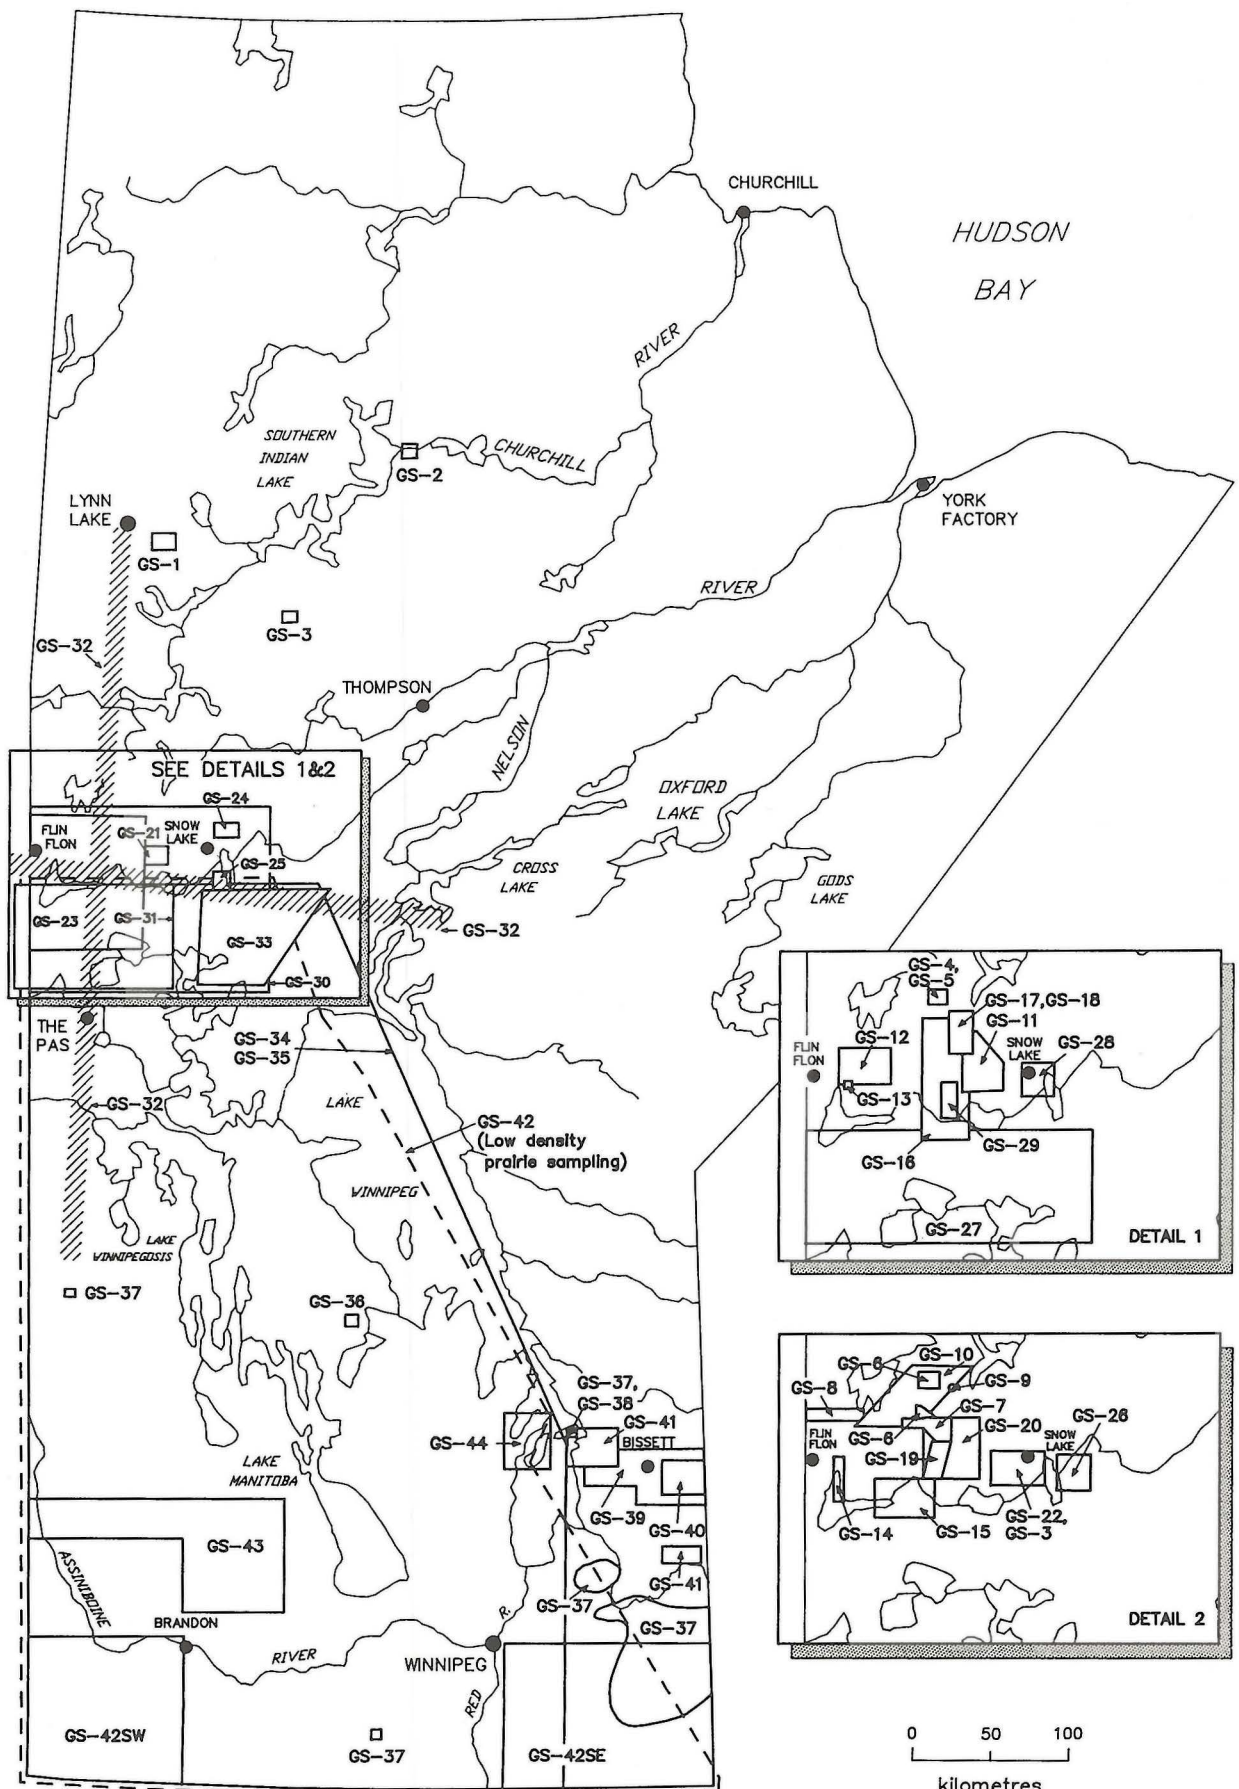 CHURCHILL
HUDSON
BAY
RIVER
SOUTHERN
INDIAN
LAKE
CHURCHILL
GS-2
LYNN
LAKE
YORK
FACTORY
GS-1
RIVER
GS-3
GS-32
THOMPSON
NELSON
SEE DETAILS 1&2
OXFORD
LAKE
GS-24
FLIN
FLON
GS-21
SNOW
LAKE
GS-25
CROSS
LAKE
GODS
LAKE
GS-23
GS-31
GS-33
GS-32
GS-30
THE
PAS
GS-34
GS-35
LAKE
GS-32
GS-42
(Low density
prairie sampling)
WINNIPEG
LAKE
WINNIPEGOSIS
GS-37
GS-36
GS-37,
GS-38
GS-41
GS-44
BISSETT
LAKE
MANITOBA
GS-39
GS-40
GS-43
GS-41
ASSINIBOINE
GS-37
R.
BRANDON
GS-37
RIVER
WINNIPEG
RED
GS-42SW
GS-37
GS-42SE
GS-4,
GS-5
GS-17,GS-18
GS-11
GS-12
SNOW
LAKE
GS-28
FLIN
FLON
GS-13
GS-29
GS-16
GS-27
DETAIL 1
GS-6
GS-10
GS-8
GS-9
GS-7
GS-20
GS-26
GS-6
FLIN
FLON
SNOW
LAKE
GS-19
GS-14
GS-15
GS-22,
GS-3
DETAIL 2
0 50 100
kilometres